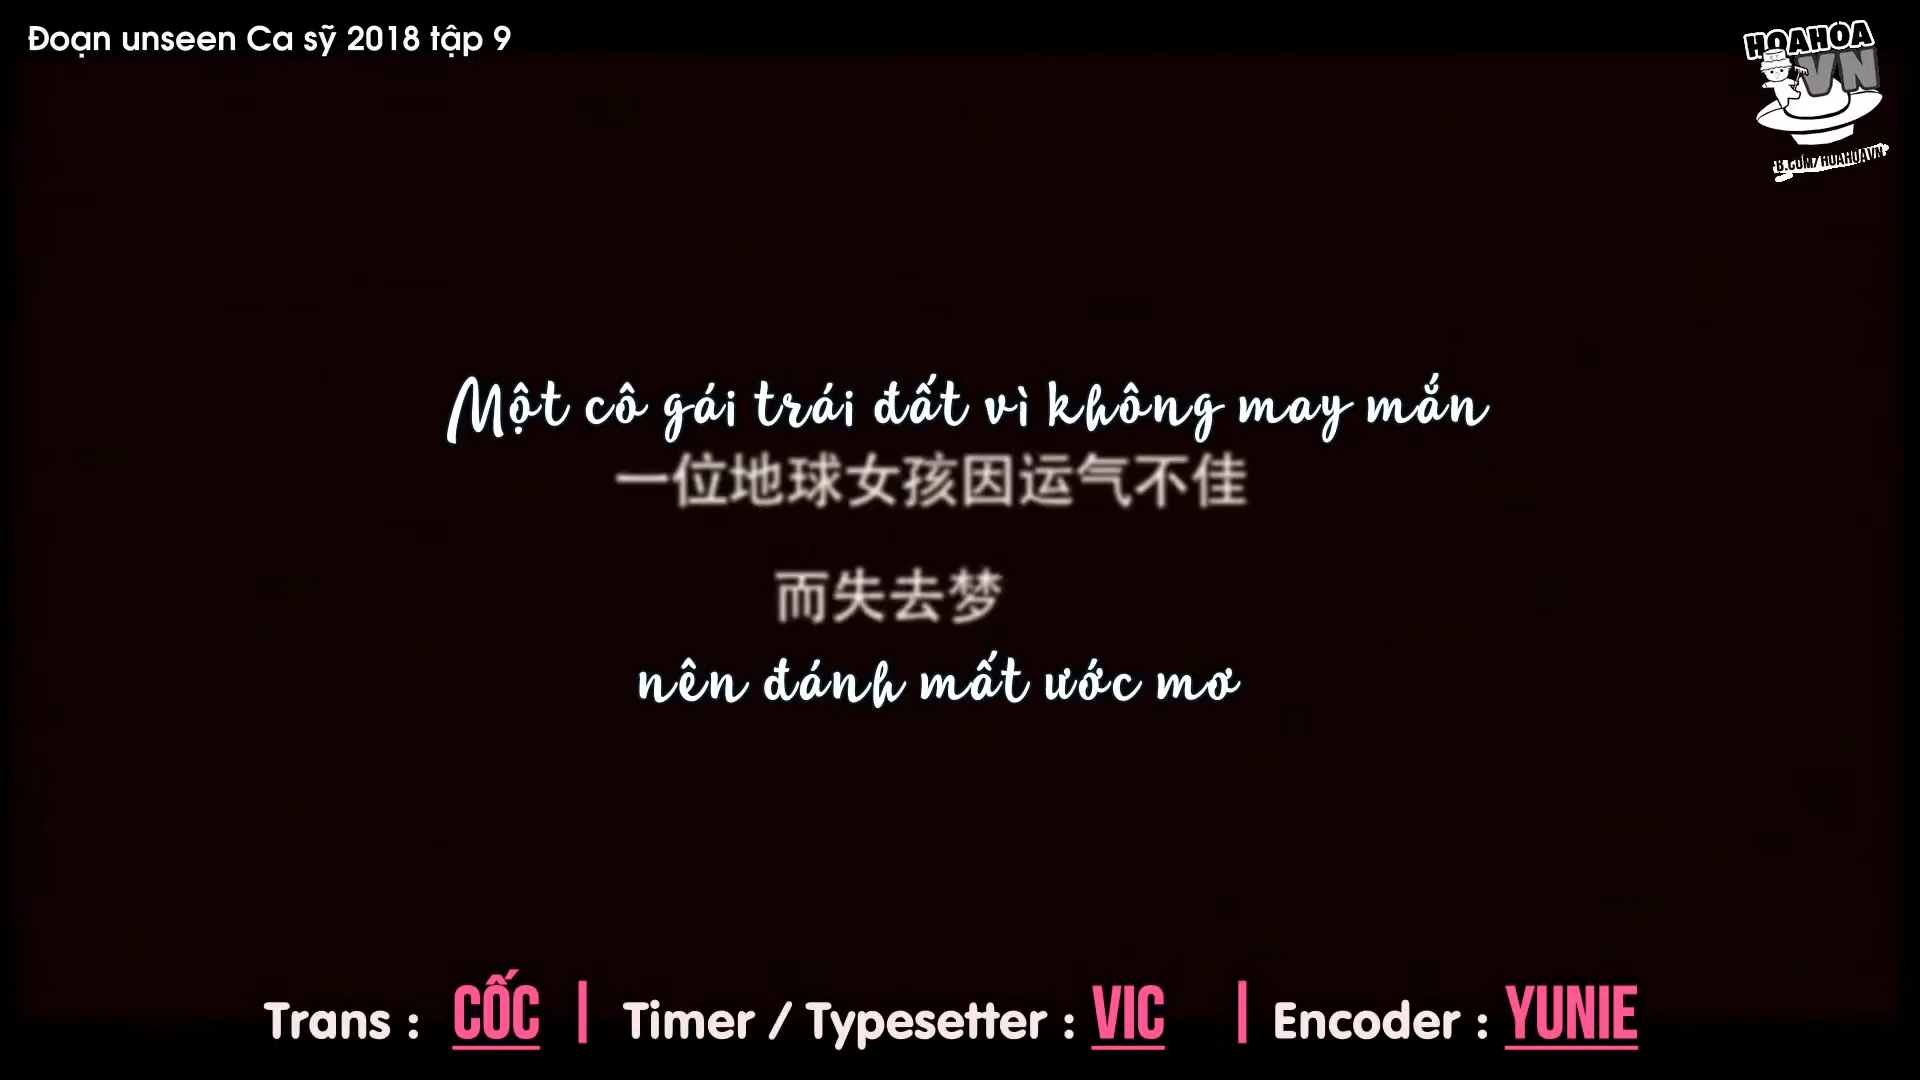 Đoạn unseen Ca sỹ 2018 tập 9
HOAHOA
VN
FB.COM/HOAHOAVN
Một cô gái trái đất vì không may mắn
一位地球女孩因运气不佳
而失去梦
nên đánh mất ước mơ
Trans : CỐC | Timer / Typesetter : VIC | Encoder : YUNIE